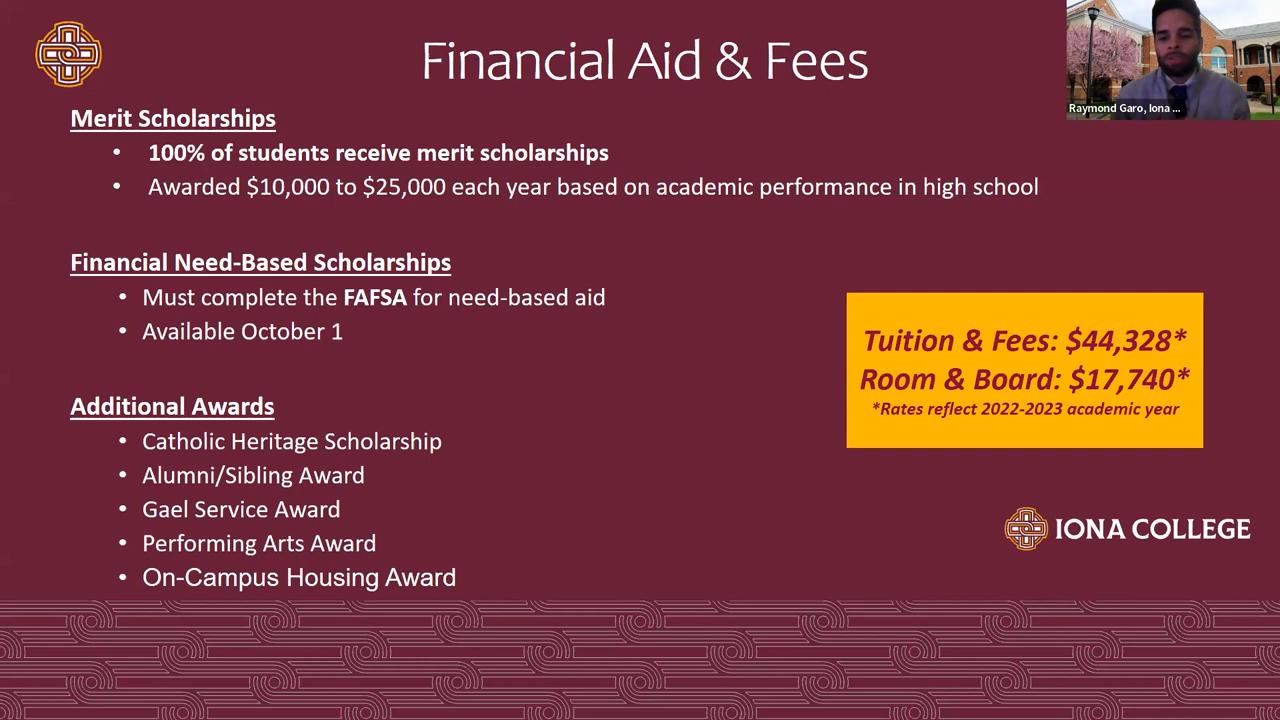 Financial Aid & Fees
Raymond Garo, Iona ...
Merit Scholarships
• 100% of students receive merit scholarships
• Awarded $10,000 to $25,000 each year based on academic performance in high school
Financial Need-Based Scholarships
• Must complete the FAFSA for need-based aid
• Available October 1
Additional Awards
• Catholic Heritage Scholarship
• Alumni/Sibling Award
• Gael Service Award
• Performing Arts Award
• On-Campus Housing Award
Tuition & Fees: $44,328*
Room & Board: $17,740*
*Rates reflect 2022-2023 academic year
IONA COLLEGE